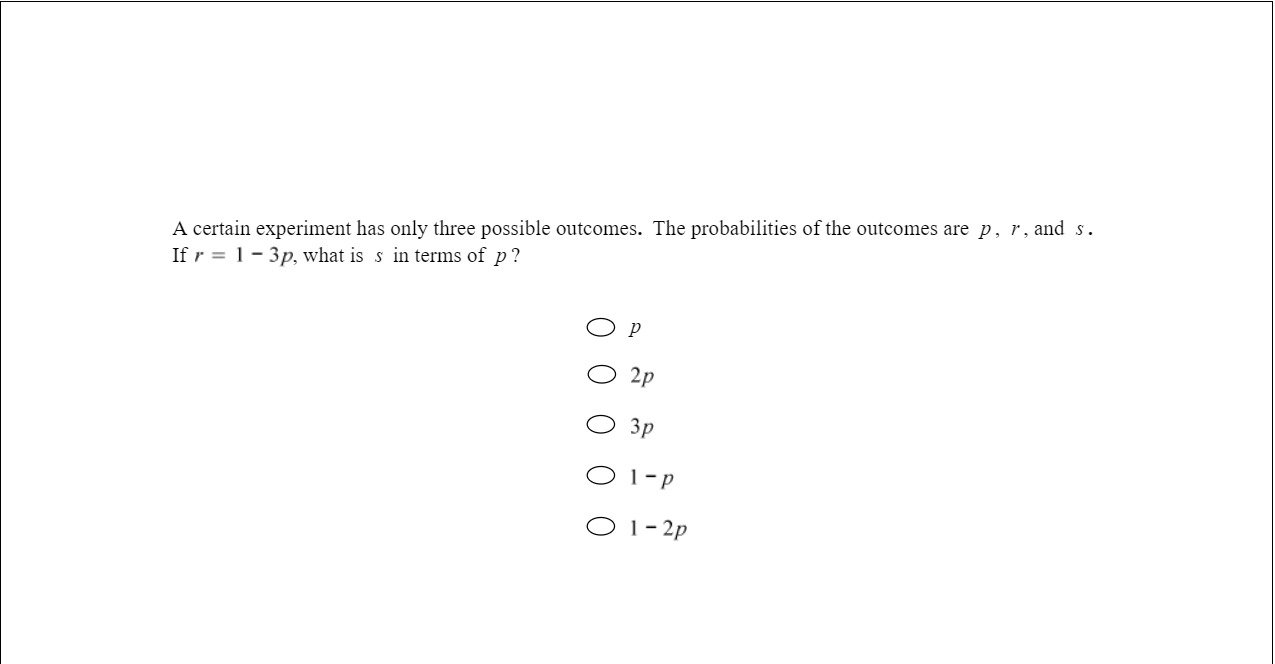 A certain experiment has only three possible outcomes. The probabilities of the outcomes are p, r, and s.
If r = 1 − 3p, what is s in terms of p?
p
2p
3p
1 − p
1 − 2p